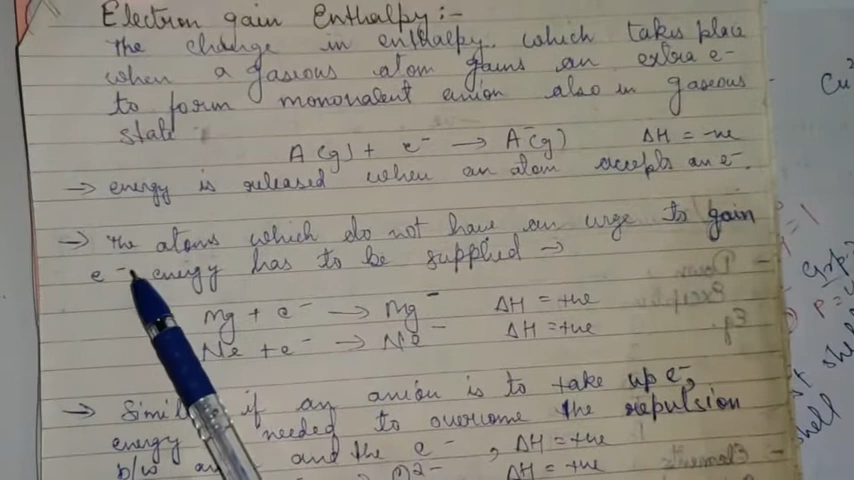 Electron gain Enthalpy:-
The change in enthalpy which takes place
when a gaseous atom gains an extra e-
to form monovalent anion also in gaseous
state
A(g) + e⁻ → A⁻(g) ΔH = -ve
→ energy is released when an atom accepts an e⁻.
→ The atoms which do not have an urge to gain
e⁻ energy has to be supplied →
Mg + e⁻ → Mg⁻ ΔH = +ve
Ne + e⁻ → Ne⁻ ΔH = +ve
→ if an anion is to take up e⁻,
energy needed to overcome the repulsion
b/w and the e⁻, ΔH = +ve
2- ΔH = +ve
Cu
P =
shell